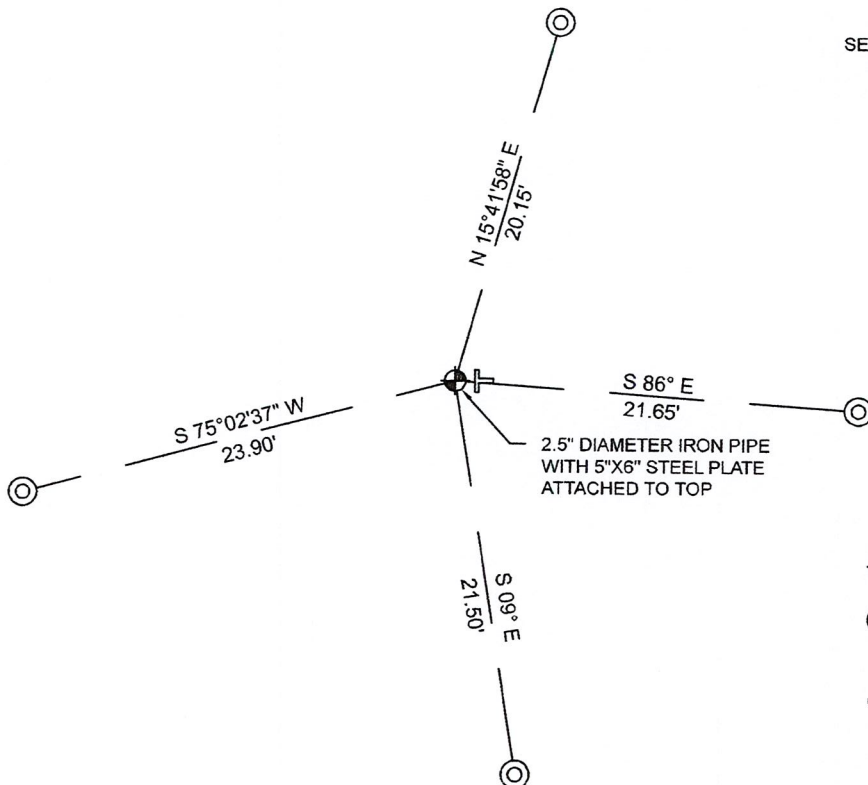 SE
N 15°41'58" E
20.15'
S 86° E
21.65'
S 75°02'37" W
23.90'
2.5" DIAMETER IRON PIPE
WITH 5"X6" STEEL PLATE
ATTACHED TO TOP
S 09° E
21.50'